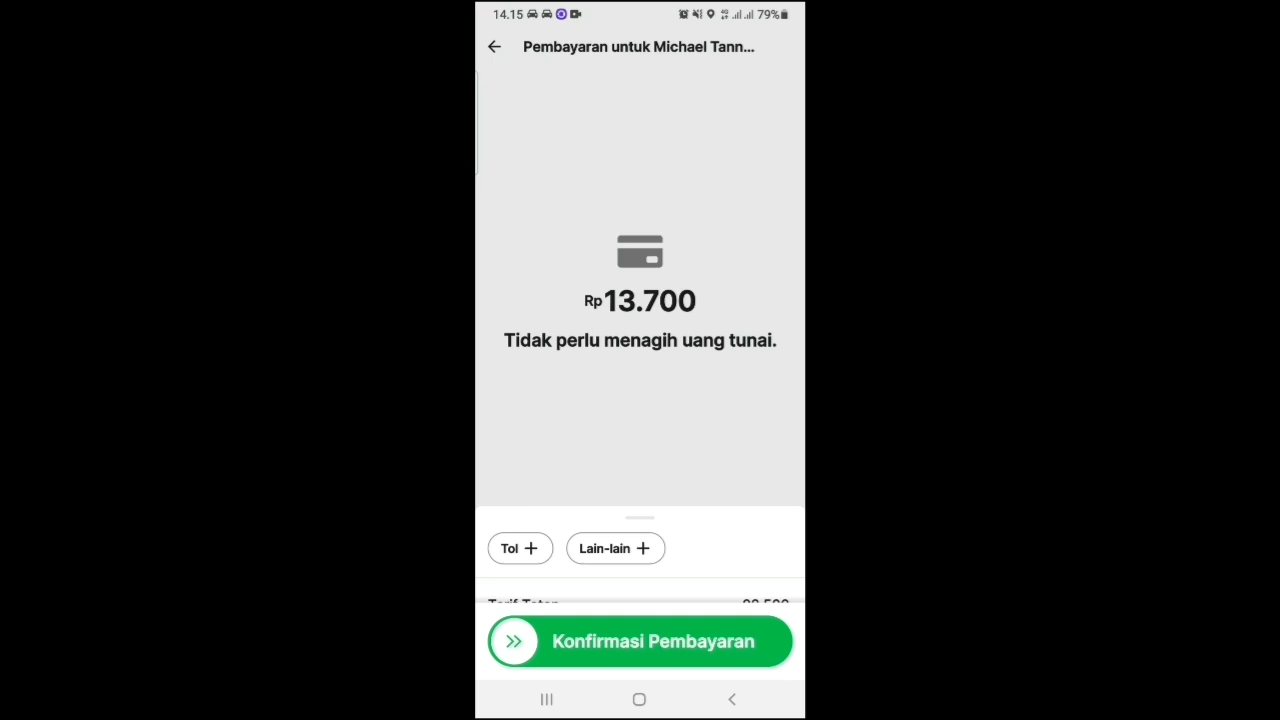 14.15 79%
Pembayaran untuk Michael Tann...
Rp13.700
Tidak perlu menagih uang tunai.
Tol +
Lain-lain +
Konfirmasi Pembayaran